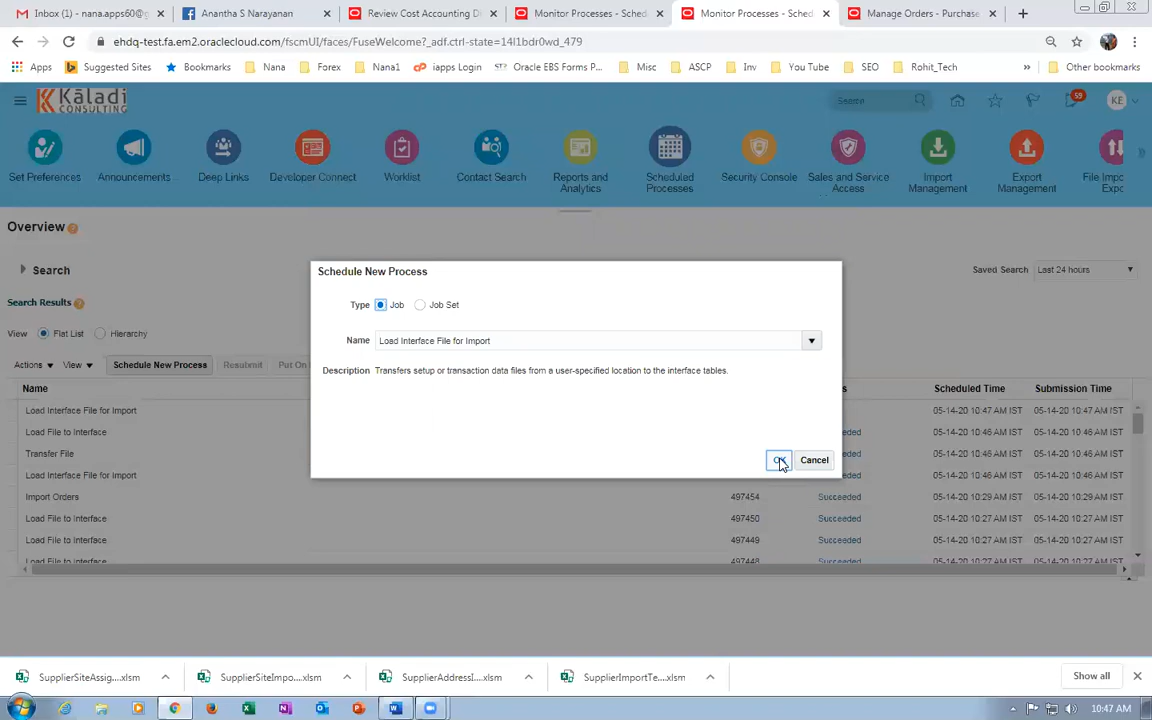 Inbox (1) - nana.apps60@g
Anantha S Narayanan
Review Cost Accounting Di
Monitor Processes - Sched
Monitor Processes - Sched
Manage Orders - Purchase
ehdq-test.fa.em2.oraclecloud.com/fscmUI/faces/FuseWelcome?_adf.ctrl-state=14l1bdr0wd_479
Apps
Suggested Sites
Bookmarks
Nana
Forex
Nana1
iapps Login
Oracle EBS Forms P...
Misc
ASCP
Inv
You Tube
SEO
Rohit_Tech
»
Other bookmarks
Kāladi
CONSULTING
Search
59
KE
Set Preferences
Announcements
Deep Links
Developer Connect
Worklist
Contact Search
Reports and Analytics
Scheduled Processes
Security Console
Sales and Service Access
Import Management
Export Management
File Impo
Expo
Overview
Search
Saved Search
Last 24 hours
Search Results
View
Flat List
Hierarchy
Actions
View
Schedule New Process
Resubmit
Put On
Name
s
Scheduled Time
Submission Time
Load Interface File for Import 05-14-20 10:47 AM IST 05-14-20 10:47 AM IST
Load File to Interface eeded 05-14-20 10:46 AM IST 05-14-20 10:46 AM IST
Transfer File eeded 05-14-20 10:46 AM IST 05-14-20 10:46 AM IST
Load Interface File for Import eeded 05-14-20 10:46 AM IST 05-14-20 10:46 AM IST
Import Orders 497454 Succeeded 05-14-20 10:29 AM IST 05-14-20 10:29 AM IST
Load File to Interface 497450 Succeeded 05-14-20 10:27 AM IST 05-14-20 10:27 AM IST
Load File to Interface 497449 Succeeded 05-14-20 10:27 AM IST 05-14-20 10:27 AM IST
Load File to Interface 497448 Succeeded 05-14-20 10:27 AM IST 05-14-20 10:27 AM IST
Schedule New Process
Type
Job
Job Set
Name
Load Interface File for Import
Description
Transfers setup or transaction data files from a user-specified location to the interface tables.
OK
Cancel
SupplierSiteAssig....xlsm
SupplierSiteImpo....xlsm
SupplierAddressI....xlsm
SupplierImportTe....xlsm
Show all
10:47 AM